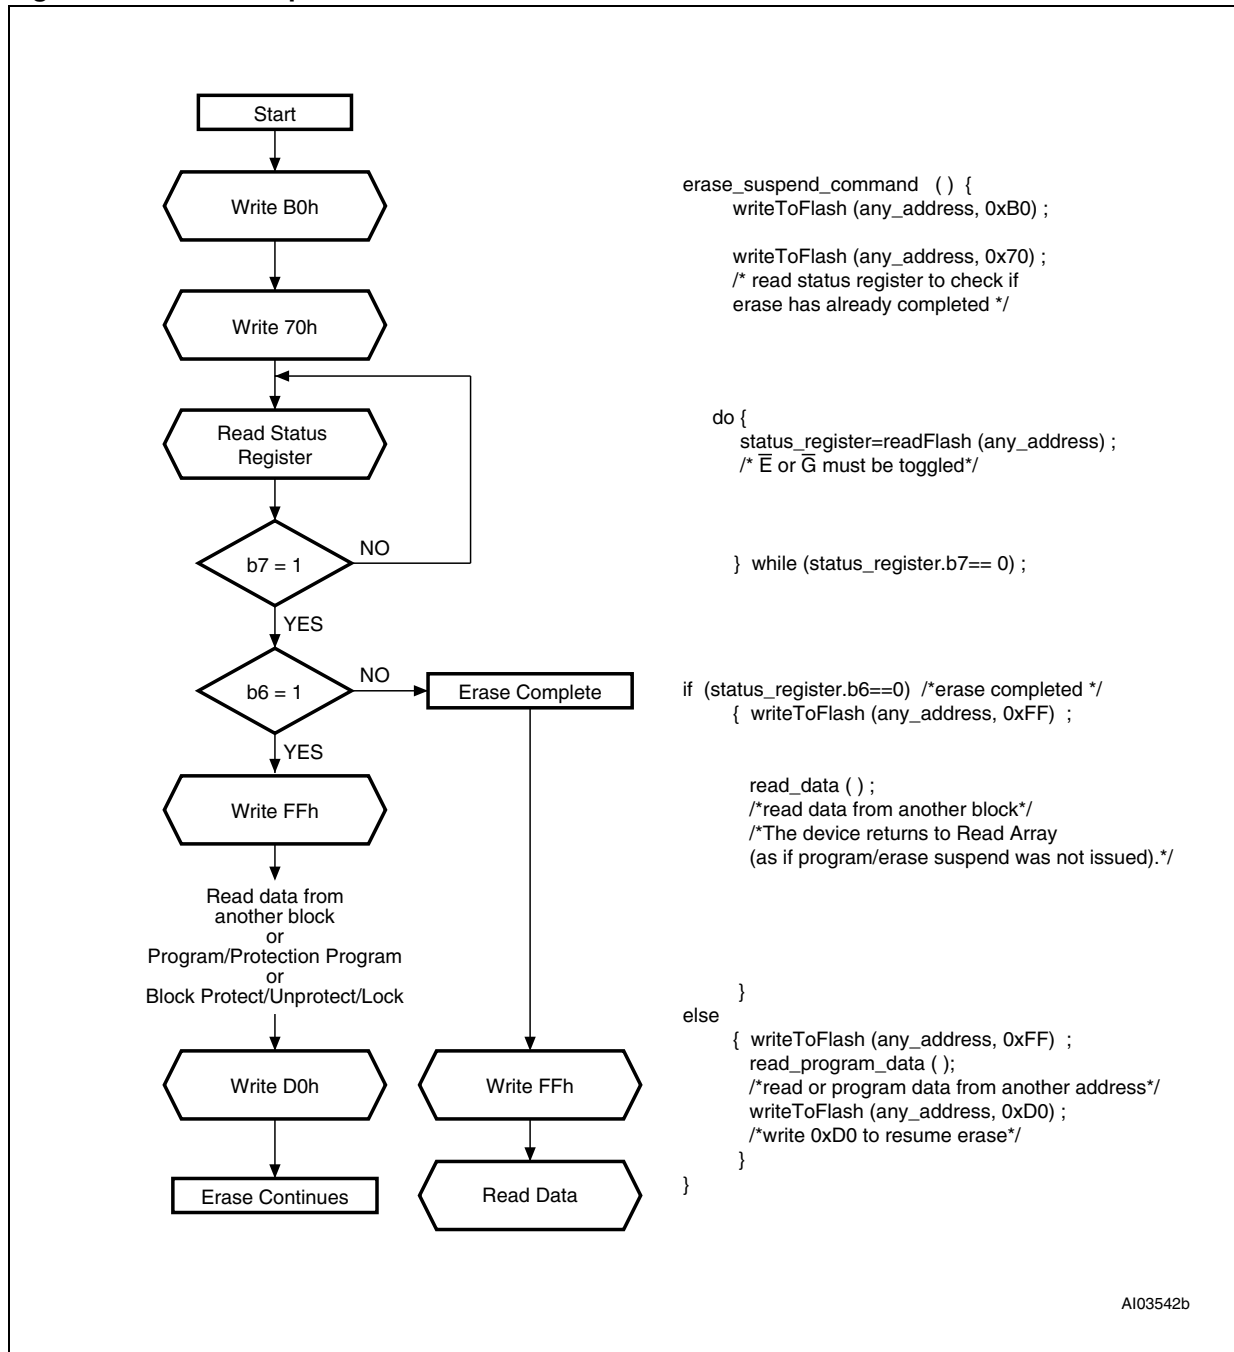 Start
Write B0h
Write 70h
Read Status
Register
b7 = 1
NO
YES
b6 = 1
NO
Erase Complete
YES
Write FFh
Read data from
another block
or
Program/Protection Program
or
Block Protect/Unprotect/Lock
Write D0h
Write FFh
Erase Continues
Read Data
erase_suspend_command ( ) {
writeToFlash (any_address, 0xB0) ;
writeToFlash (any_address, 0x70) ;
/* read status register to check if
erase has already completed */
do {
status_register=readFlash (any_address) ;
/* E̅ or G̅ must be toggled*/
} while (status_register.b7== 0) ;
if (status_register.b6==0) /*erase completed */
{ writeToFlash (any_address, 0xFF) ;
read_data ( ) ;
/*read data from another block*/
/*The device returns to Read Array
(as if program/erase suspend was not issued).*/
}
else
{ writeToFlash (any_address, 0xFF) ;
read_program_data ( );
/*read or program data from another address*/
writeToFlash (any_address, 0xD0) ;
/*write 0xD0 to resume erase*/
}
}
AI03542b